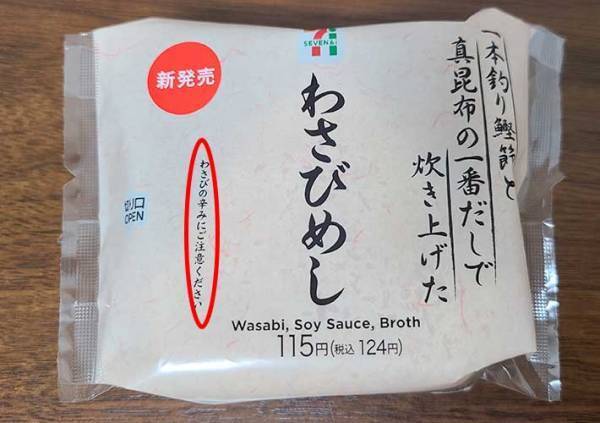 一本釣り鰹節と
真昆布の一番だしで
炊き上げた
わさびめし
SEVEN&i
新発売
わさびの辛みにご注意ください
切り口
OPEN
Wasabi, Soy Sauce, Broth
115円(税込 124円)